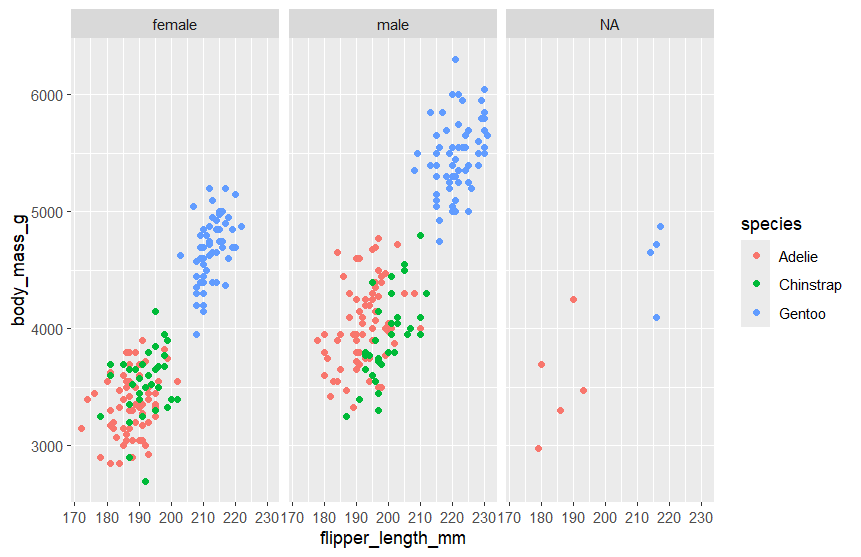 female male NA
6000
5000
4000
3000
body_mass_g
170 180 190 200 210 220 230 170 180 190 200 210 220 230 170 180 190 200 210 220 230
flipper_length_mm
species
Adelie
Chinstrap
Gentoo